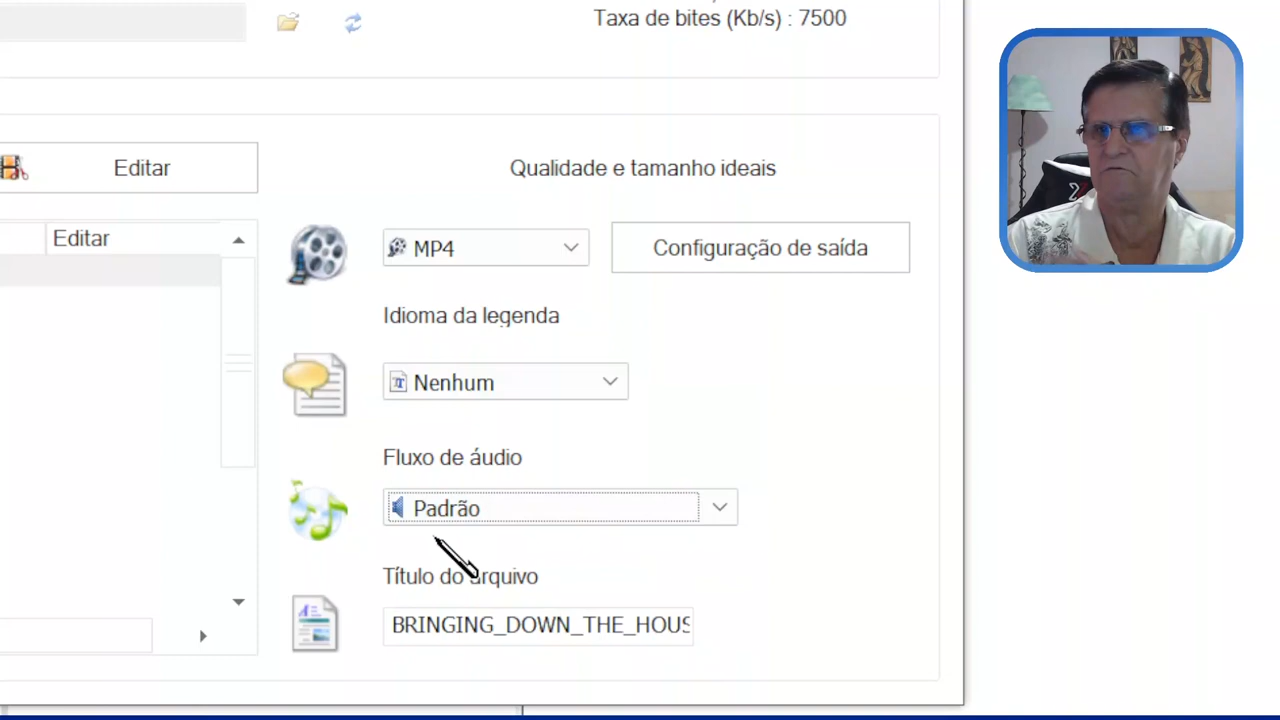 Taxa de bites (Kb/s) : 7500
Editar
Qualidade e tamanho ideais
Editar
MP4
Configuração de saída
Idioma da legenda
Nenhum
Fluxo de áudio
Padrão
Título do arquivo
BRINGING_DOWN_THE_HOUS